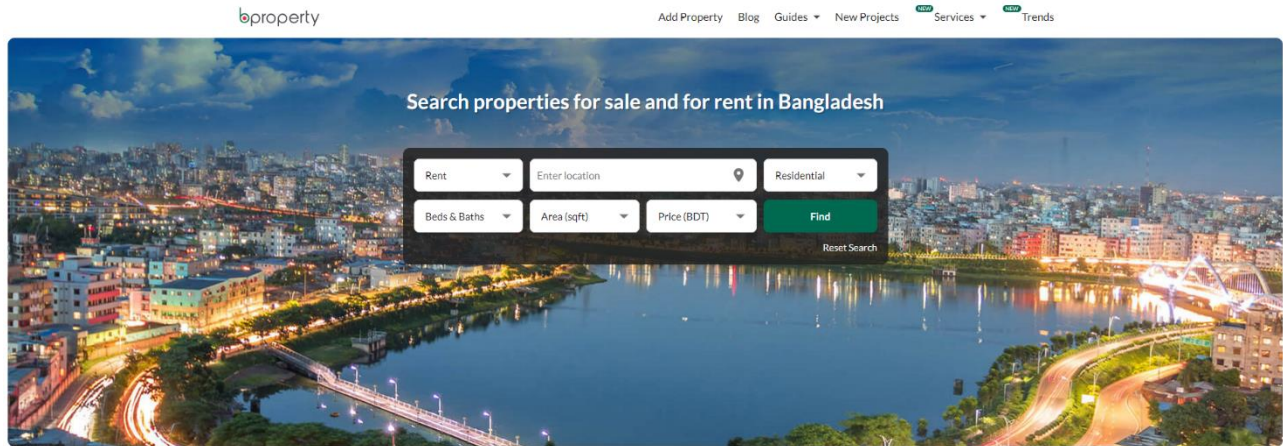 bproperty
Add Property Blog Guides New Projects NEW Services NEW Trends
Search properties for sale and for rent in Bangladesh
Rent Enter location Residential
Beds & Baths Area (sqft) Price (BDT) Find
Reset Search